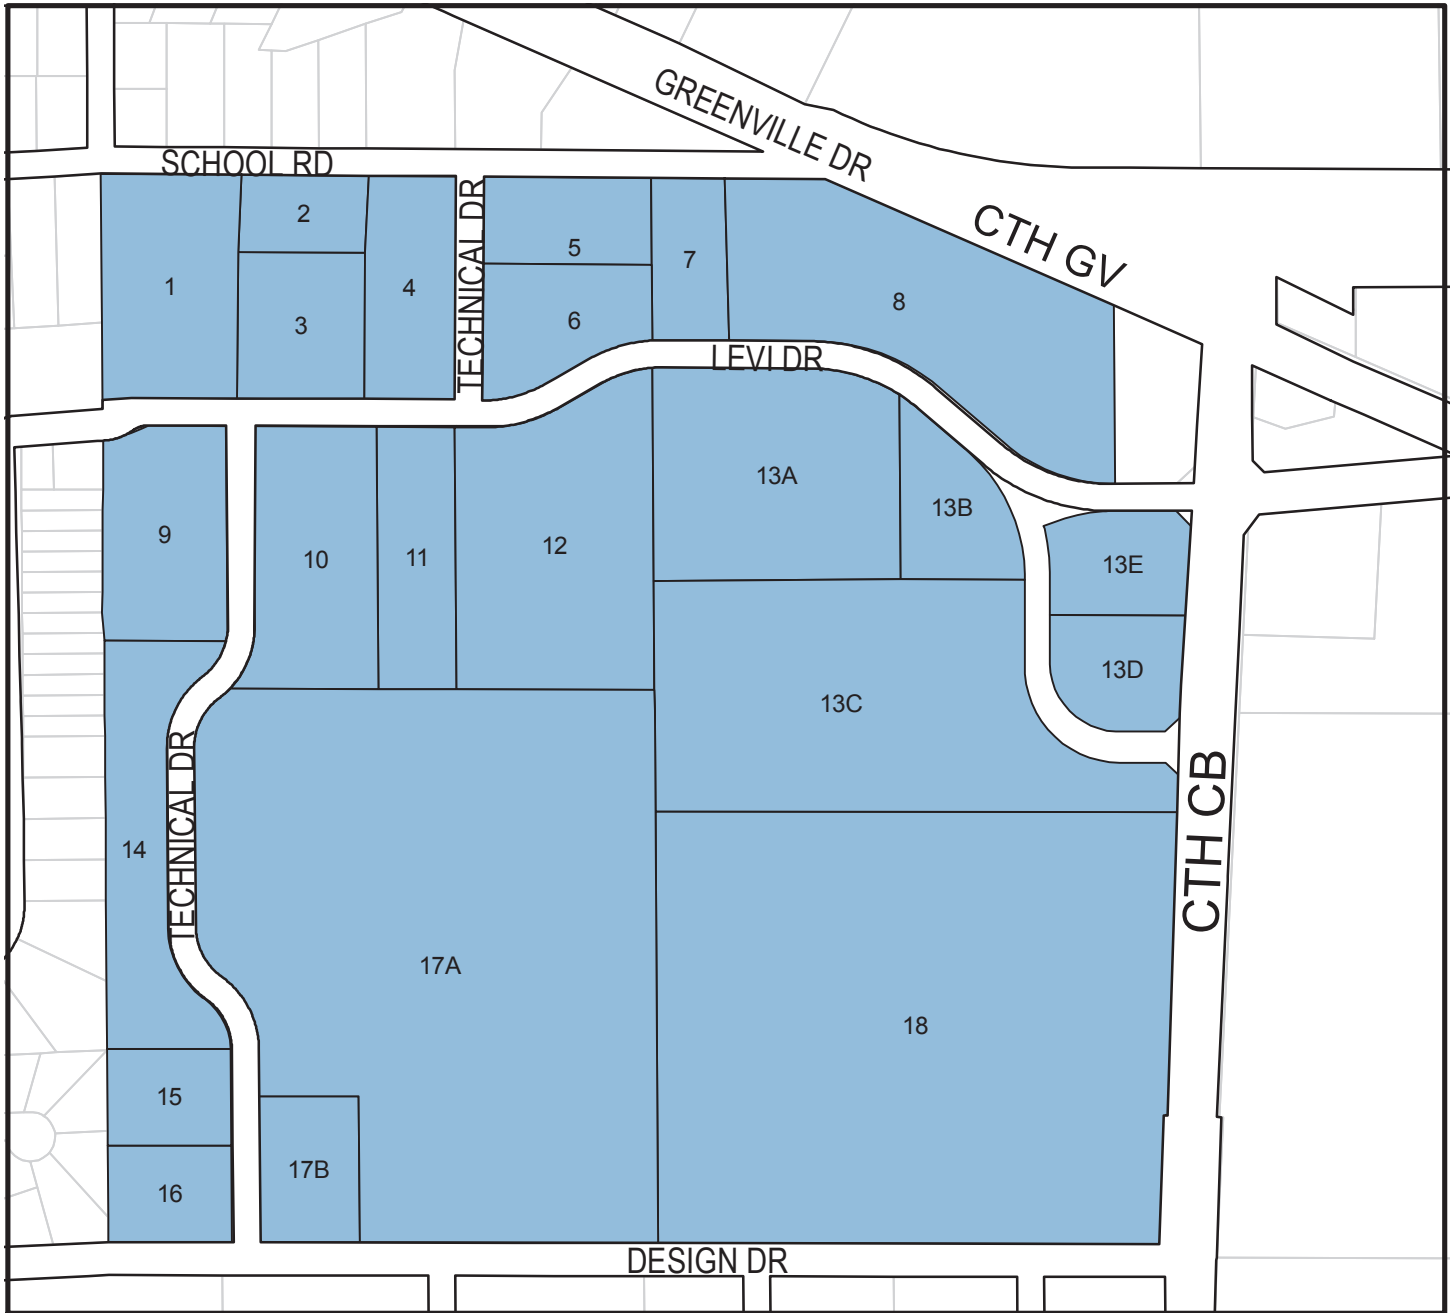 GREENVILLE DR
SCHOOL RD
TECHNICAL DR
CTH GV
2
5
7
1
4
8
3
6
LEVI DR
13A
13B
9
10
11
12
13E
13D
13C
TECHNICAL DR
CTH CB
14
17A
18
15
17B
16
DESIGN DR